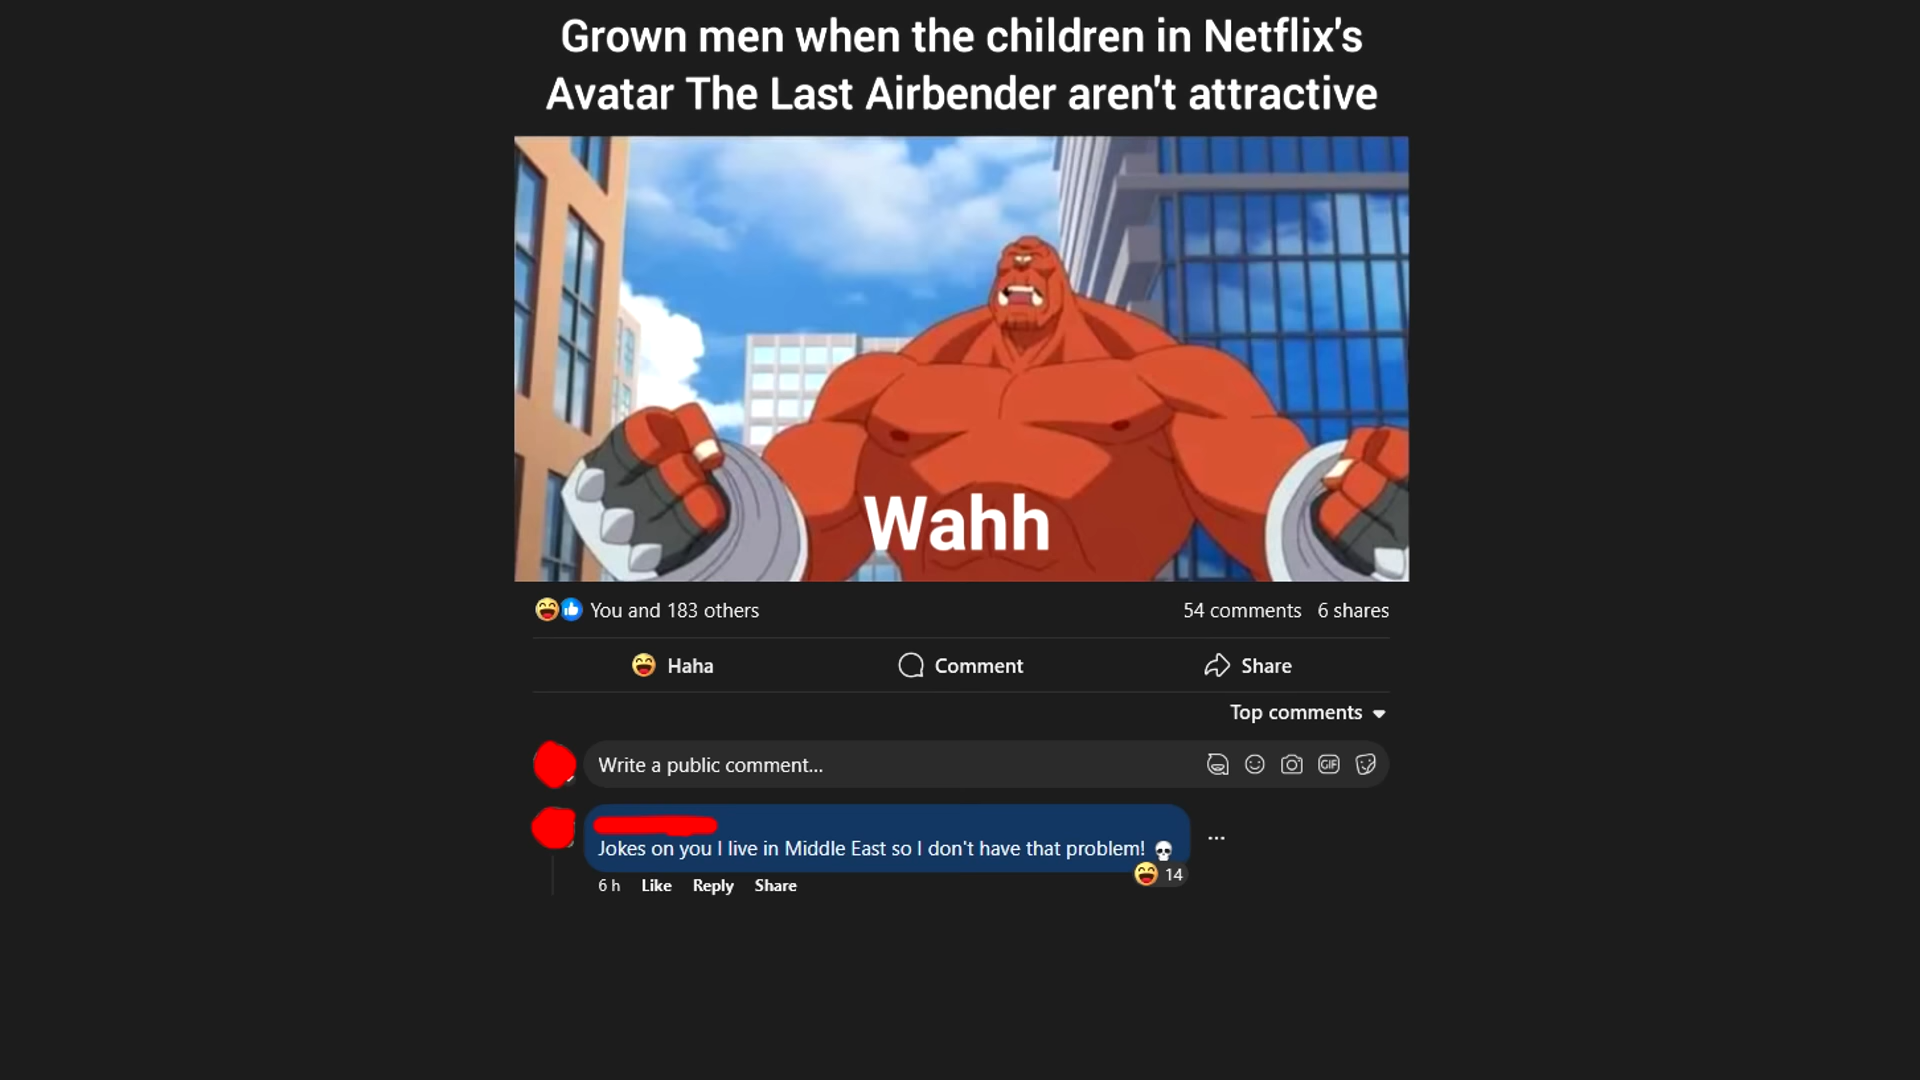 Grown men when the children in Netflix's
Avatar The Last Airbender aren't attractive
Wahh
You and 183 others
54 comments 6 shares
Haha
Comment
Share
Top comments
Write a public comment...
GIF
Jokes on you I live in Middle East so I don't have that problem! 💀
14
6 h Like Reply Share